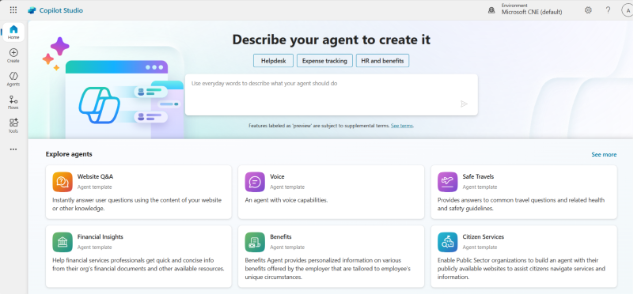 Copilot Studio
Environment
Microsoft CNE (default)
?
A
Home
Create
Agents
Flows
Tools
Describe your agent to create it
Helpdesk
Expense tracking
HR and benefits
Use everyday words to describe what your agent should do
Features labeled as 'preview' are subject to supplemental terms. See terms.
Explore agents
See more
Website Q&A
Agent template
Instantly answer user questions using the content of your website
or other knowledge.
Voice
Agent template
An agent with voice capabilities.
Safe Travels
Agent template
Provides answers to common travel questions and related health
and safety guidelines.
Financial Insights
Agent template
Help financial services professionals get quick and concise info
from their org's financial documents and other available resources.
Benefits
Agent template
Benefits Agent provides personalized information on various
benefits offered by the employer that are tailored to employee's
unique circumstances.
Citizen Services
Agent template
Enable Public Sector organizations to build an agent with their
publicly available websites to assist citizens navigate services and
information.